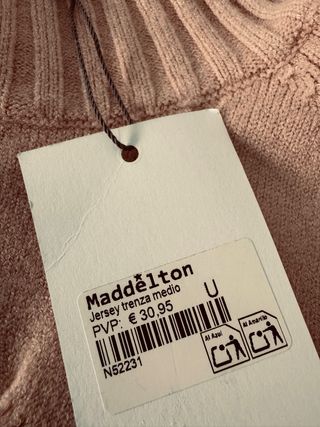 Maddelton
Jersey trenza medio
PVP: € 30,95
U
N52231
Al Azul
Al Amarillo